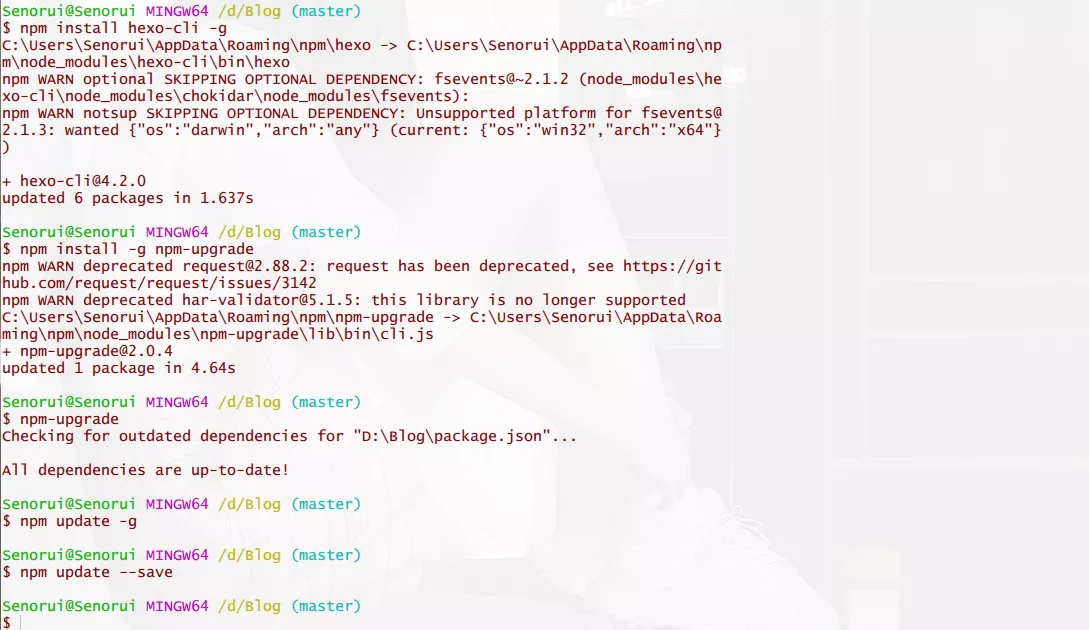 Senorui@Senorui MINGW64 /d/Blog (master)
$ npm install hexo-cli -g
C:\Users\Senorui\AppData\Roaming\npm\hexo -> C:\Users\Senorui\AppData\Roaming\np
m\node_modules\hexo-cli\bin\hexo
npm WARN optional SKIPPING OPTIONAL DEPENDENCY: fsevents@~2.1.2 (node_modules\he
xo-cli\node_modules\chokidar\node_modules\fsevents):
npm WARN notsup SKIPPING OPTIONAL DEPENDENCY: Unsupported platform for fsevents@
2.1.3: wanted {"os":"darwin","arch":"any"} (current: {"os":"win32","arch":"x64"}
)
+ hexo-cli@4.2.0
updated 6 packages in 1.637s
Senorui@Senorui MINGW64 /d/Blog (master)
$ npm install -g npm-upgrade
npm WARN deprecated request@2.88.2: request has been deprecated, see https://git
hub.com/request/request/issues/3142
npm WARN deprecated har-validator@5.1.5: this library is no longer supported
C:\Users\Senorui\AppData\Roaming\npm\npm-upgrade -> C:\Users\Senorui\AppData\Roa
ming\npm\node_modules\npm-upgrade\lib\bin\cli.js
+ npm-upgrade@2.0.4
updated 1 package in 4.64s
Senorui@Senorui MINGW64 /d/Blog (master)
$ npm-upgrade
Checking for outdated dependencies for "D:\Blog\package.json"...
All dependencies are up-to-date!
Senorui@Senorui MINGW64 /d/Blog (master)
$ npm update -g
Senorui@Senorui MINGW64 /d/Blog (master)
$ npm update --save
Senorui@Senorui MINGW64 /d/Blog (master)
$